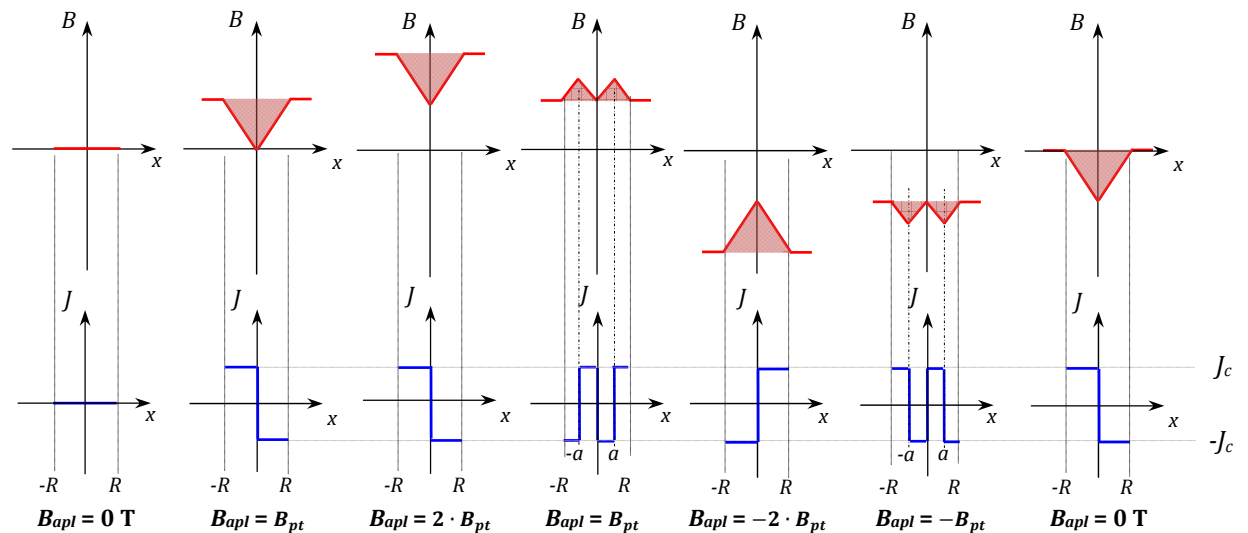 B B B B B B B
x x x x x x x
J J J J J J J
J_c
x x x x x x x
-J_c
-a a -a a
-R R -R R -R R -R R -R R -R R -R R
B_apl = 0 T B_apl = B_pt B_apl = 2 · B_pt B_apl = B_pt B_apl = −2 · B_pt B_apl = −B_pt B_apl = 0 T